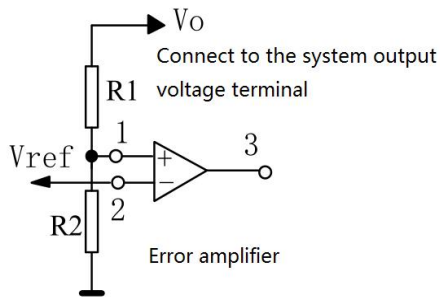 Vo
Connect to the system output
voltage terminal
R1
1
Vref
+
3
−
2
R2
Error amplifier